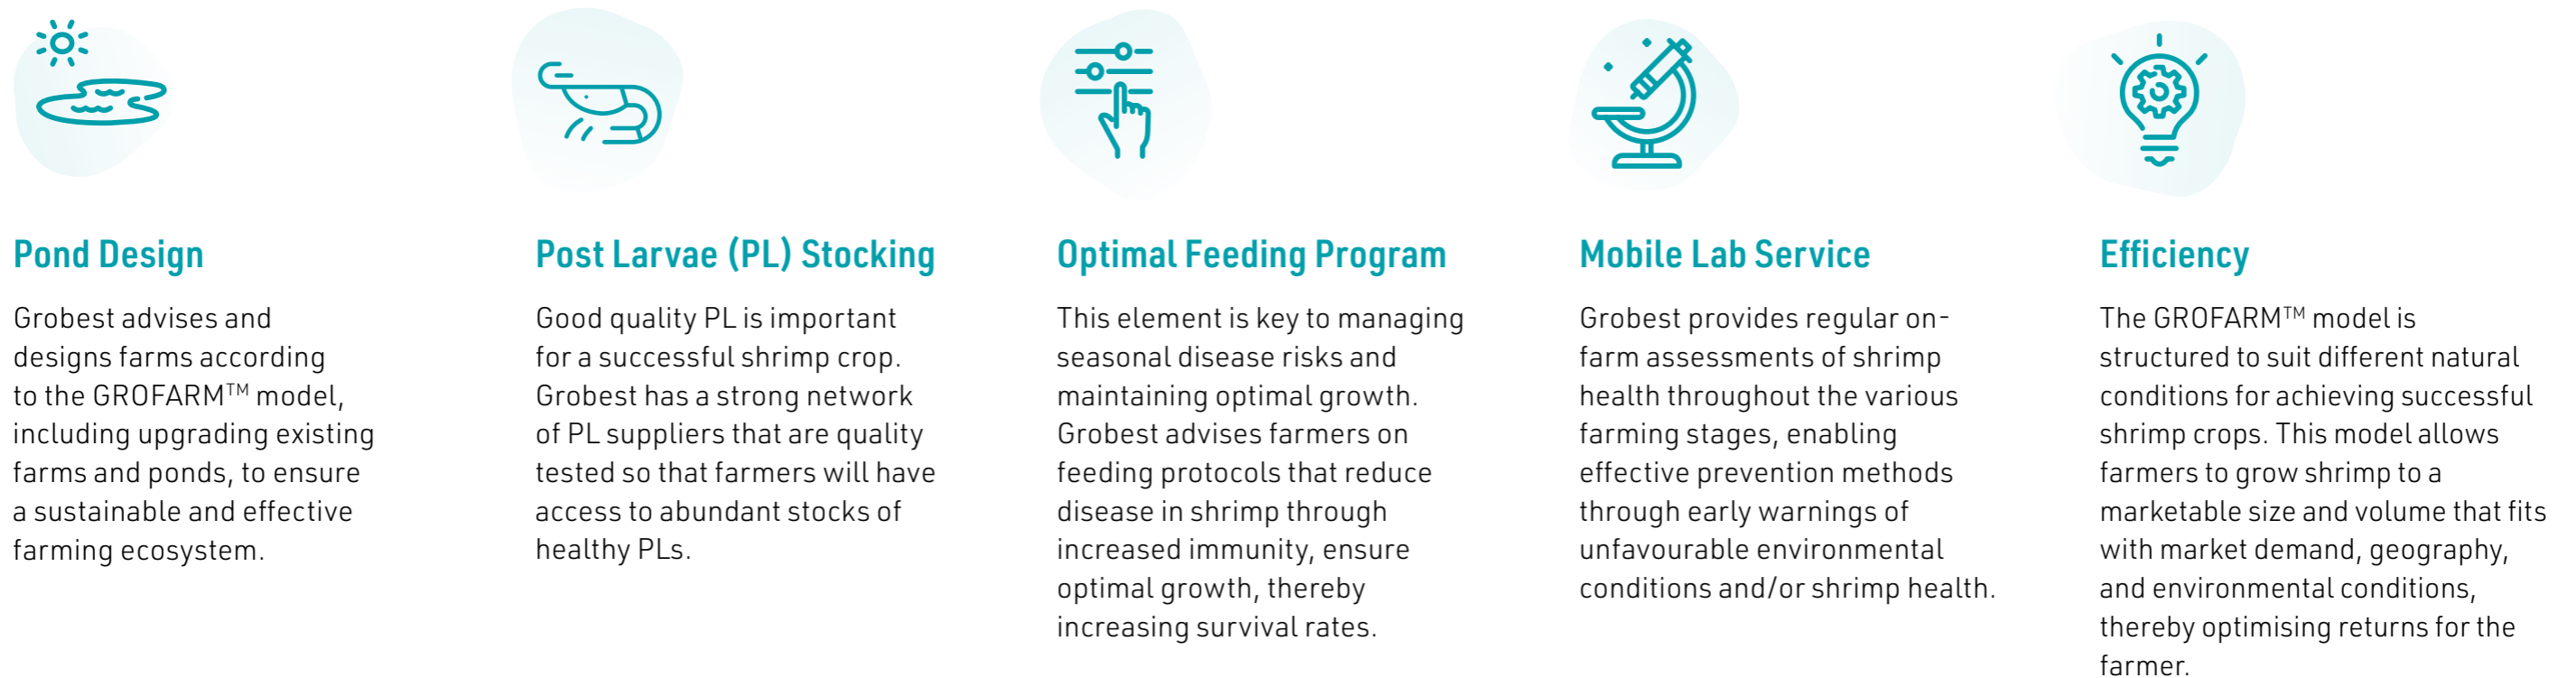 Pond Design
Grobest advises and
designs farms according
to the GROFARM™ model,
including upgrading existing
farms and ponds, to ensure
a sustainable and effective
farming ecosystem.
Post Larvae (PL) Stocking
Good quality PL is important
for a successful shrimp crop.
Grobest has a strong network
of PL suppliers that are quality
tested so that farmers will have
access to abundant stocks of
healthy PLs.
Optimal Feeding Program
This element is key to managing
seasonal disease risks and
maintaining optimal growth.
Grobest advises farmers on
feeding protocols that reduce
disease in shrimp through
increased immunity, ensure
optimal growth, thereby
increasing survival rates.
Mobile Lab Service
Grobest provides regular on-
farm assessments of shrimp
health throughout the various
farming stages, enabling
effective prevention methods
through early warnings of
unfavourable environmental
conditions and/or shrimp health.
Efficiency
The GROFARM™ model is
structured to suit different natural
conditions for achieving successful
shrimp crops. This model allows
farmers to grow shrimp to a
marketable size and volume that fits
with market demand, geography,
and environmental conditions,
thereby optimising returns for the
farmer.